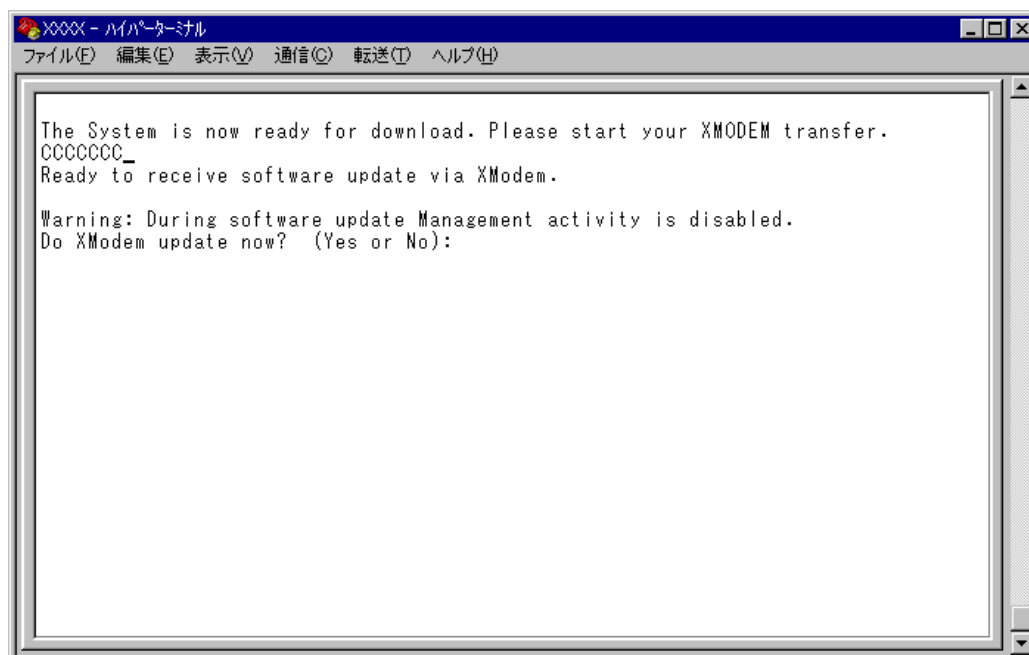 XXXX - ﾊｲﾊﾟｰﾀｰﾐﾅﾙ
ファイル(F) 編集(E) 表示(V) 通信(C) 転送(T) ヘルプ(H)
The System is now ready for download. Please start your XMODEM transfer.
CCCCCCC_
Ready to receive software update via XModem.
Warning: During software update Management activity is disabled.
Do XModem update now?  (Yes or No):